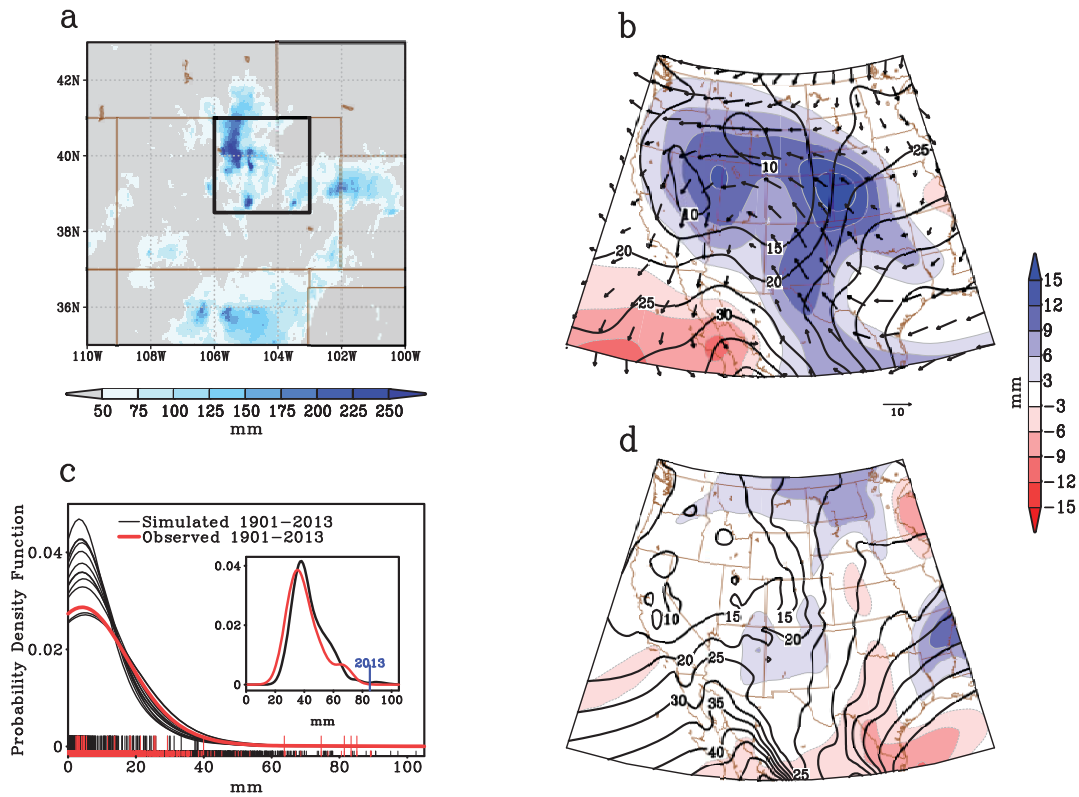 a
42N
40N
38N
36N
110W 108W 106W 104W 102W 100W
50 75 100 125 150 175 200 225 250
mm
b
25
10
10
15
20
20
25
30
10
15
12
9
6
3
-3
-6
-9
-12
-15
mm
c
Probability Density Function
0.04
0.02
0
Simulated 1901-2013
Observed 1901-2013
0.04
0.02
0
2013
0 20 40 60 80 100
mm
0 20 40 60 80 100
mm
d
15
15
10
20
20
25
30
35
40
25